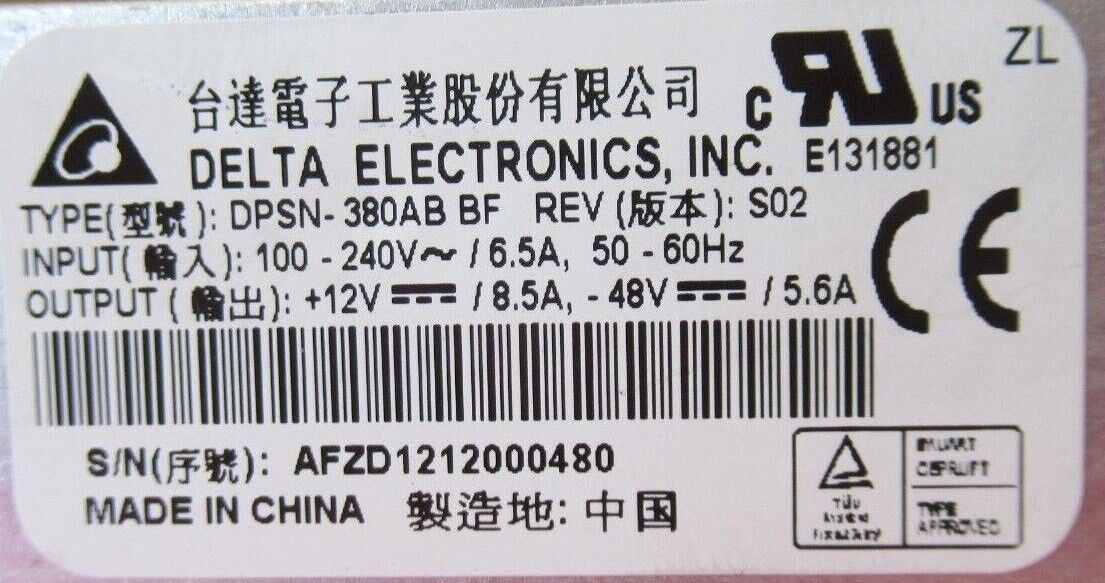 ZL
台達電子工業股份有限公司
C RU US
DELTA ELECTRONICS, INC. E131881
TYPE(型號): DPSN-380AB BF REV (版本): S02
INPUT(輸入): 100 - 240V～ / 6.5A, 50 - 60Hz
OUTPUT (輸出): +12V ⎓ / 8.5A, - 48V ⎓ / 5.6A
CE
S/N(序號): AFZD1212000480
MADE IN CHINA 製造地: 中国
TYPE
APPROVED